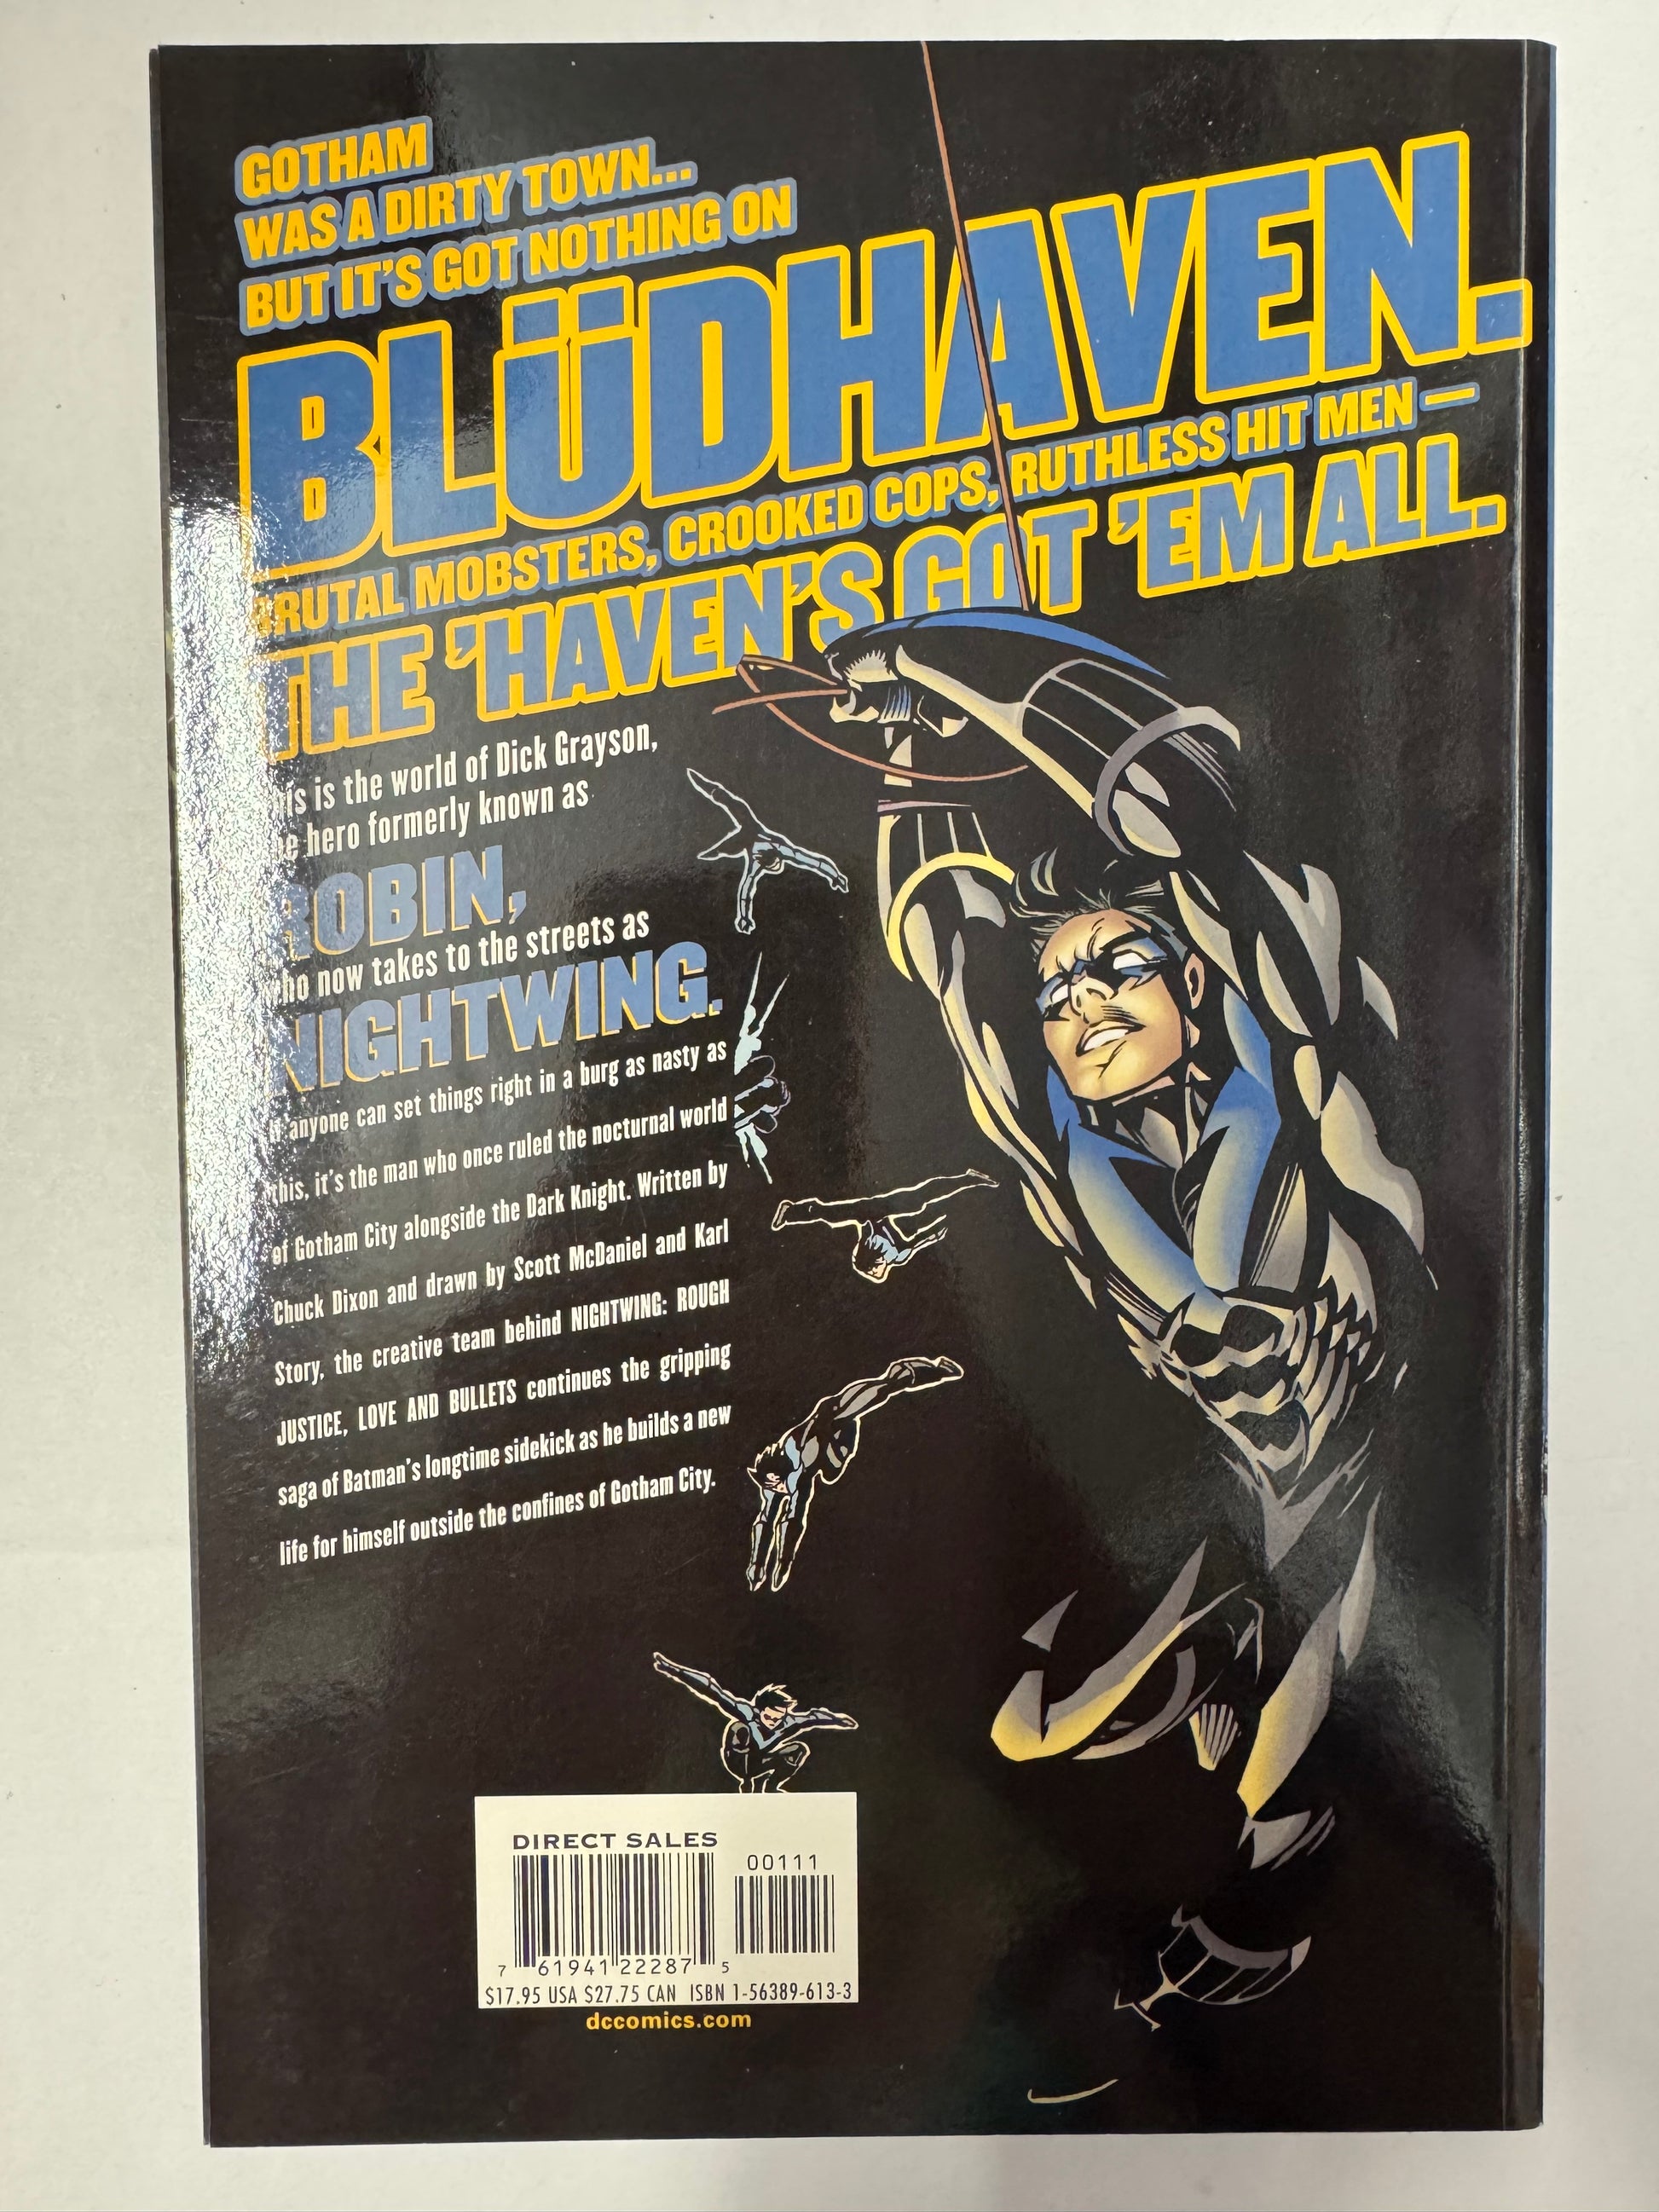 GOTHAM
WAS A DIRTY TOWN...
BUT IT'S GOT NOTHING ON
BLÜDHAVEN.
BRUTAL MOBSTERS, CROOKED COPS, RUTHLESS HIT MEN —
THE 'HAVEN'S GOT 'EM ALL.
This is the world of Dick Grayson,
the hero formerly known as
ROBIN,
who now takes to the streets as
NIGHTWING.
If anyone can set things right in a burg as nasty as
this, it's the man who once ruled the nocturnal world
of Gotham City alongside the Dark Knight. Written by
Chuck Dixon and drawn by Scott McDaniel and Karl
Story, the creative team behind NIGHTWING: ROUGH
JUSTICE, LOVE AND BULLETS continues the gripping
saga of Batman's longtime sidekick as he builds a new
life for himself outside the confines of Gotham City.
DIRECT SALES
00111
7 61941 22287 5
$17.95 USA $27.75 CAN ISBN 1-56389-613-3
dccomics.com